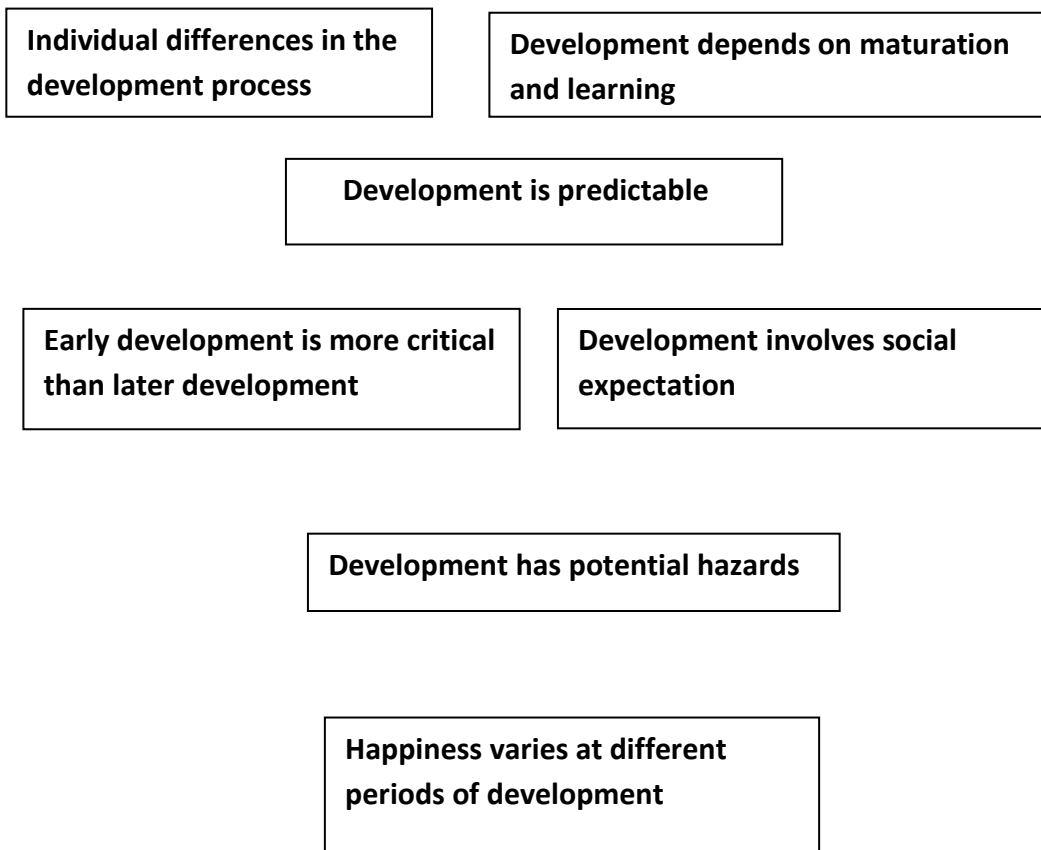 Individual differences in the
development process
Development depends on maturation
and learning
Development is predictable
Early development is more critical
than later development
Development involves social
expectation
Development has potential hazards
Happiness varies at different
periods of development